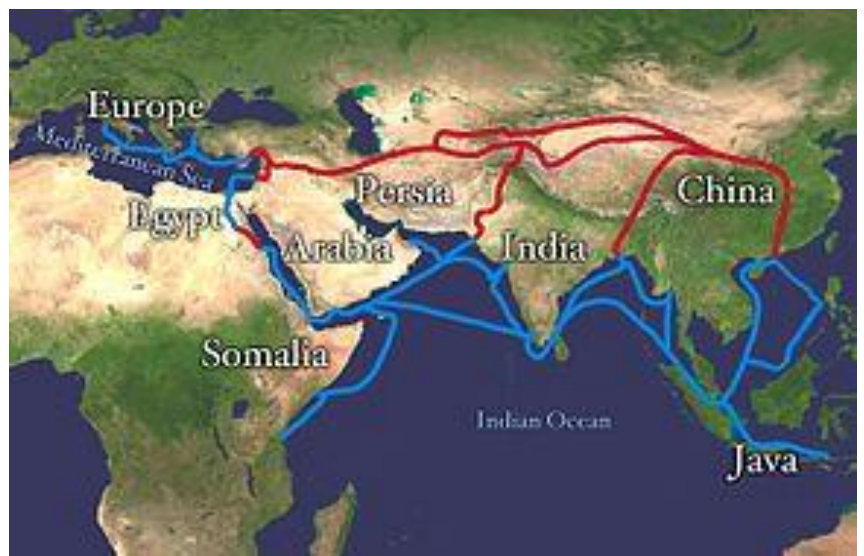 Europe
Mediterranean Sea
Egypt
Arabia
Persia
India
China
Somalia
Indian Ocean
Java